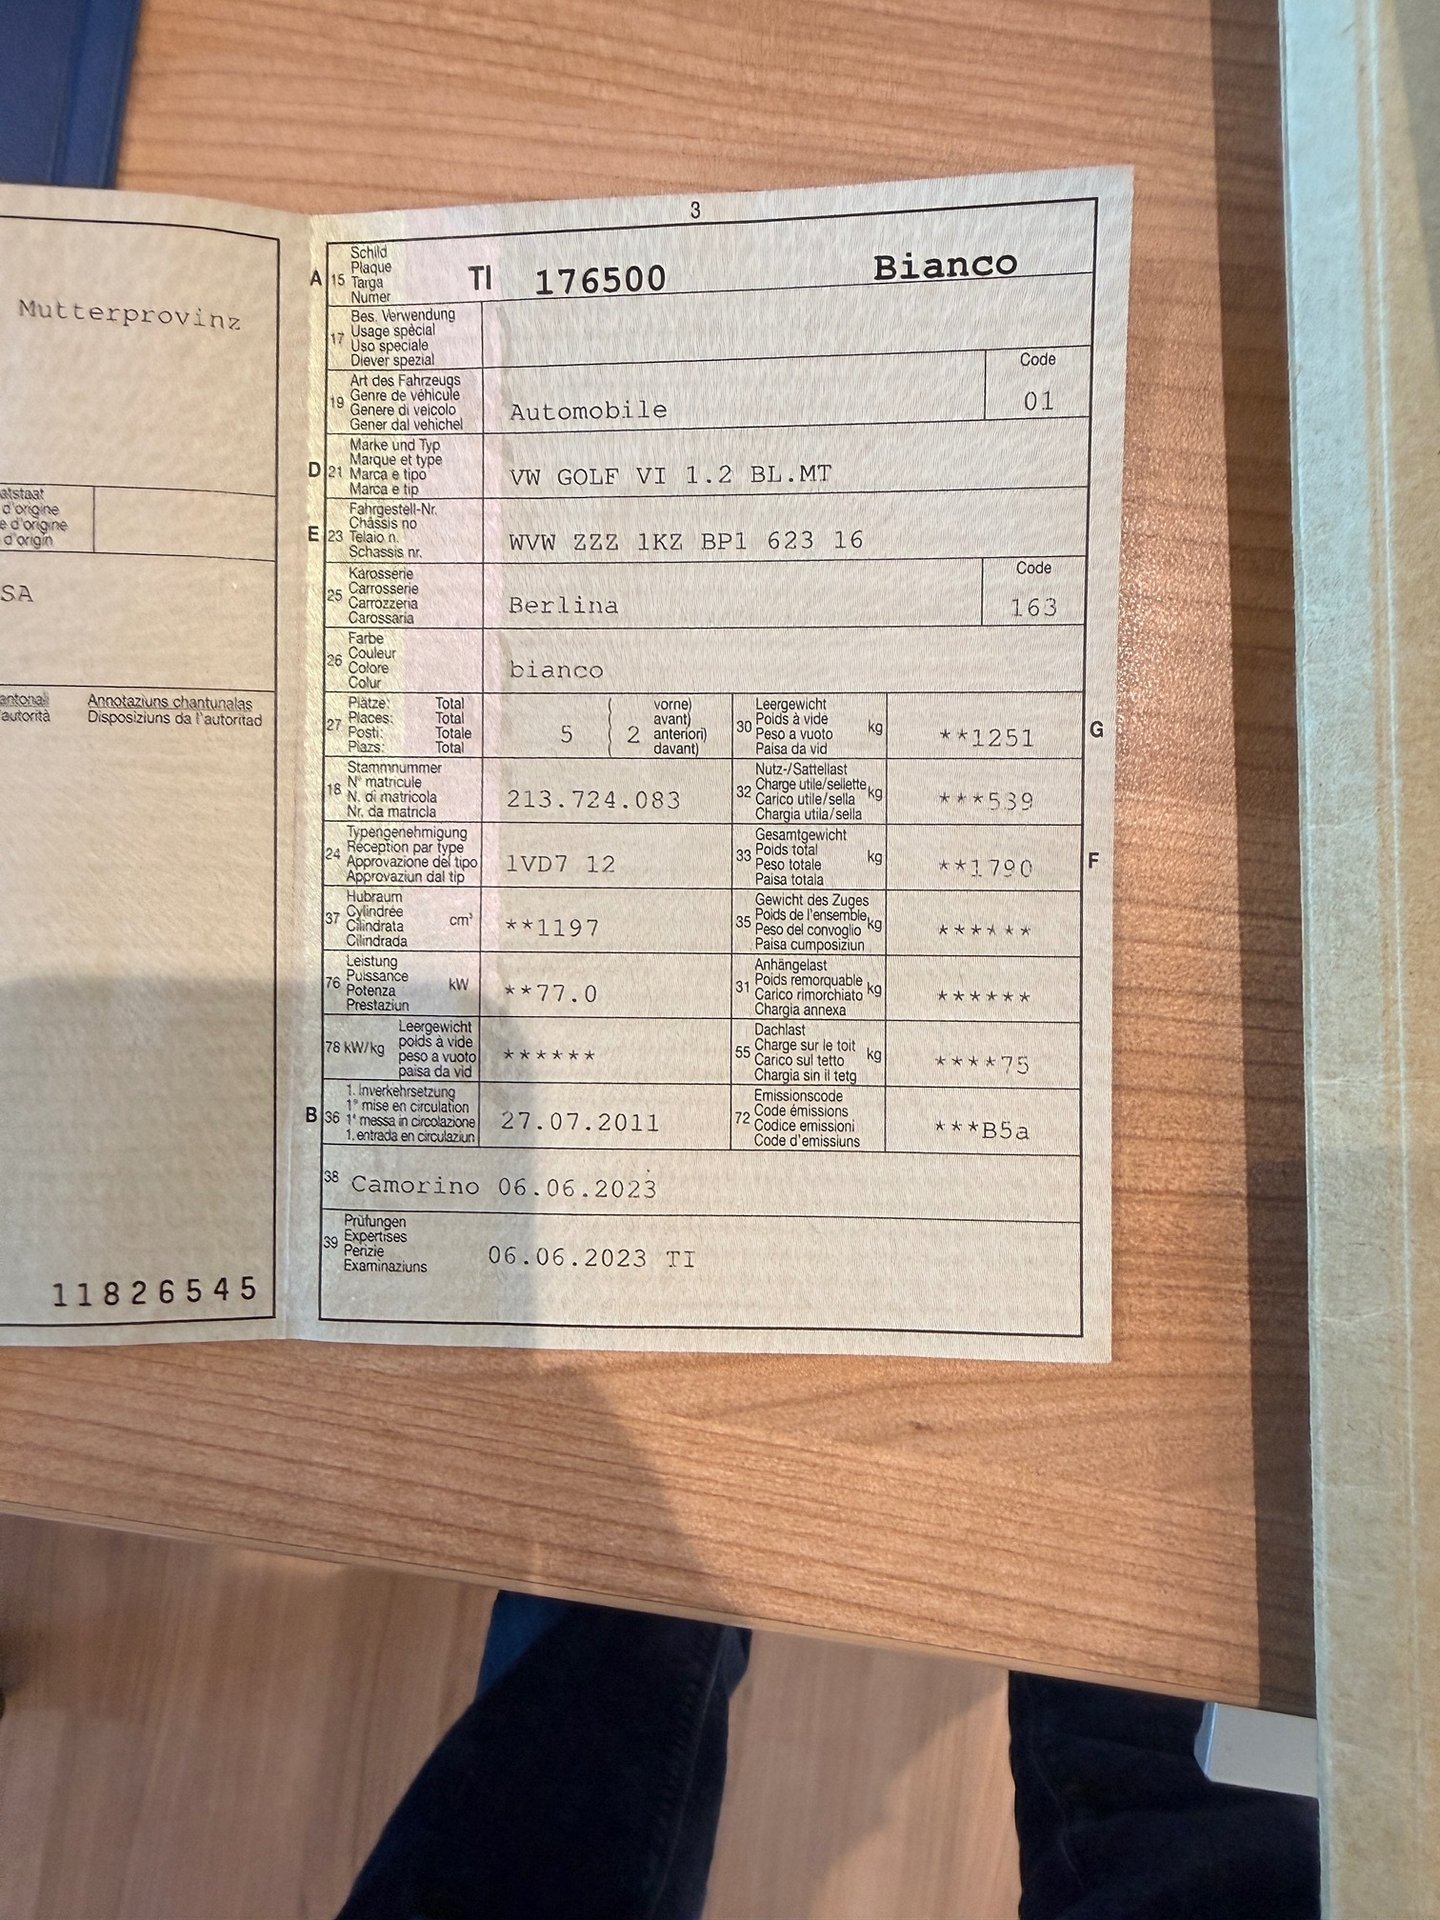 Mutterprovinz
atstaat
d'origine
e d'origine
d'origin
SA
antonali Annotaziuns chantunalas
'autorità Disposiziuns da l'autoritad
11826545
3
A 15 Schild
Plaque
Targa
Numer
TI 176500 Bianco
17 Bes. Verwendung
Usage spécial
Uso speciale
Diever spezial
19 Art des Fahrzeugs
Genre de véhicule
Genere di veicolo
Gener dal vehichel
Automobile
Code
01
D 21 Marke und Typ
Marque et type
Marca e tipo
Marca e tip
VW GOLF VI 1.2 BL.MT
E 23 Fahrgestell-Nr.
Châssis no
Telaio n.
Schassis nr.
WVW ZZZ 1KZ BP1 623 16
25 Karosserie
Carrosserie
Carrozzeria
Carossaria
Berlina
Code
163
26 Farbe
Couleur
Colore
Colur
bianco
27 Plätze: Total
Places: Total
Posti: Totale
Plazs: Total
5 ( 2 vorne)
avant)
anteriori)
davant)
30 Leergewicht
Poids à vide
Peso a vuoto
Paisa da vid
kg **1251 G
18 Stammnummer
N° matricule
N. di matricola
Nr. da matricla
213.724.083
32 Nutz-/Sattellast
Charge utile/sellette
Carico utile/sella
Chargia utila/sella
kg ***539
24 Typengenehmigung
Réception par type
Approvazione del tipo
Approvaziun dal tip
1VD7 12
33 Gesamtgewicht
Poids total
Peso totale
Paisa totala
kg **1790 F
37 Hubraum
Cylindrée
Cilindrata
Cilindrada
cm³ **1197
35 Gewicht des Zuges
Poids de l'ensemble
Peso del convoglio
Paisa cumposiziun
kg ******
76 Leistung
Puissance
Potenza
Prestaziun
kW **77.0
31 Anhängelast
Poids remorquable
Carico rimorchiato
Chargia annexa
kg ******
78 kW/kg Leergewicht
poids à vide
peso a vuoto
paisa da vid
******
55 Dachlast
Charge sur le toit
Carico sul tetto
Chargia sin il tetg
kg ****75
B 36 1. Inverkehrsetzung
1° mise en circulation
1ª messa in circolazione
1. entrada en circulaziun
27.07.2011
72 Emissionscode
Code émissions
Codice emissioni
Code d'emissiuns
***B5a
38 Camorino 06.06.2023
39 Prüfungen
Expertises
Perizie
Examinaziuns
06.06.2023 TI